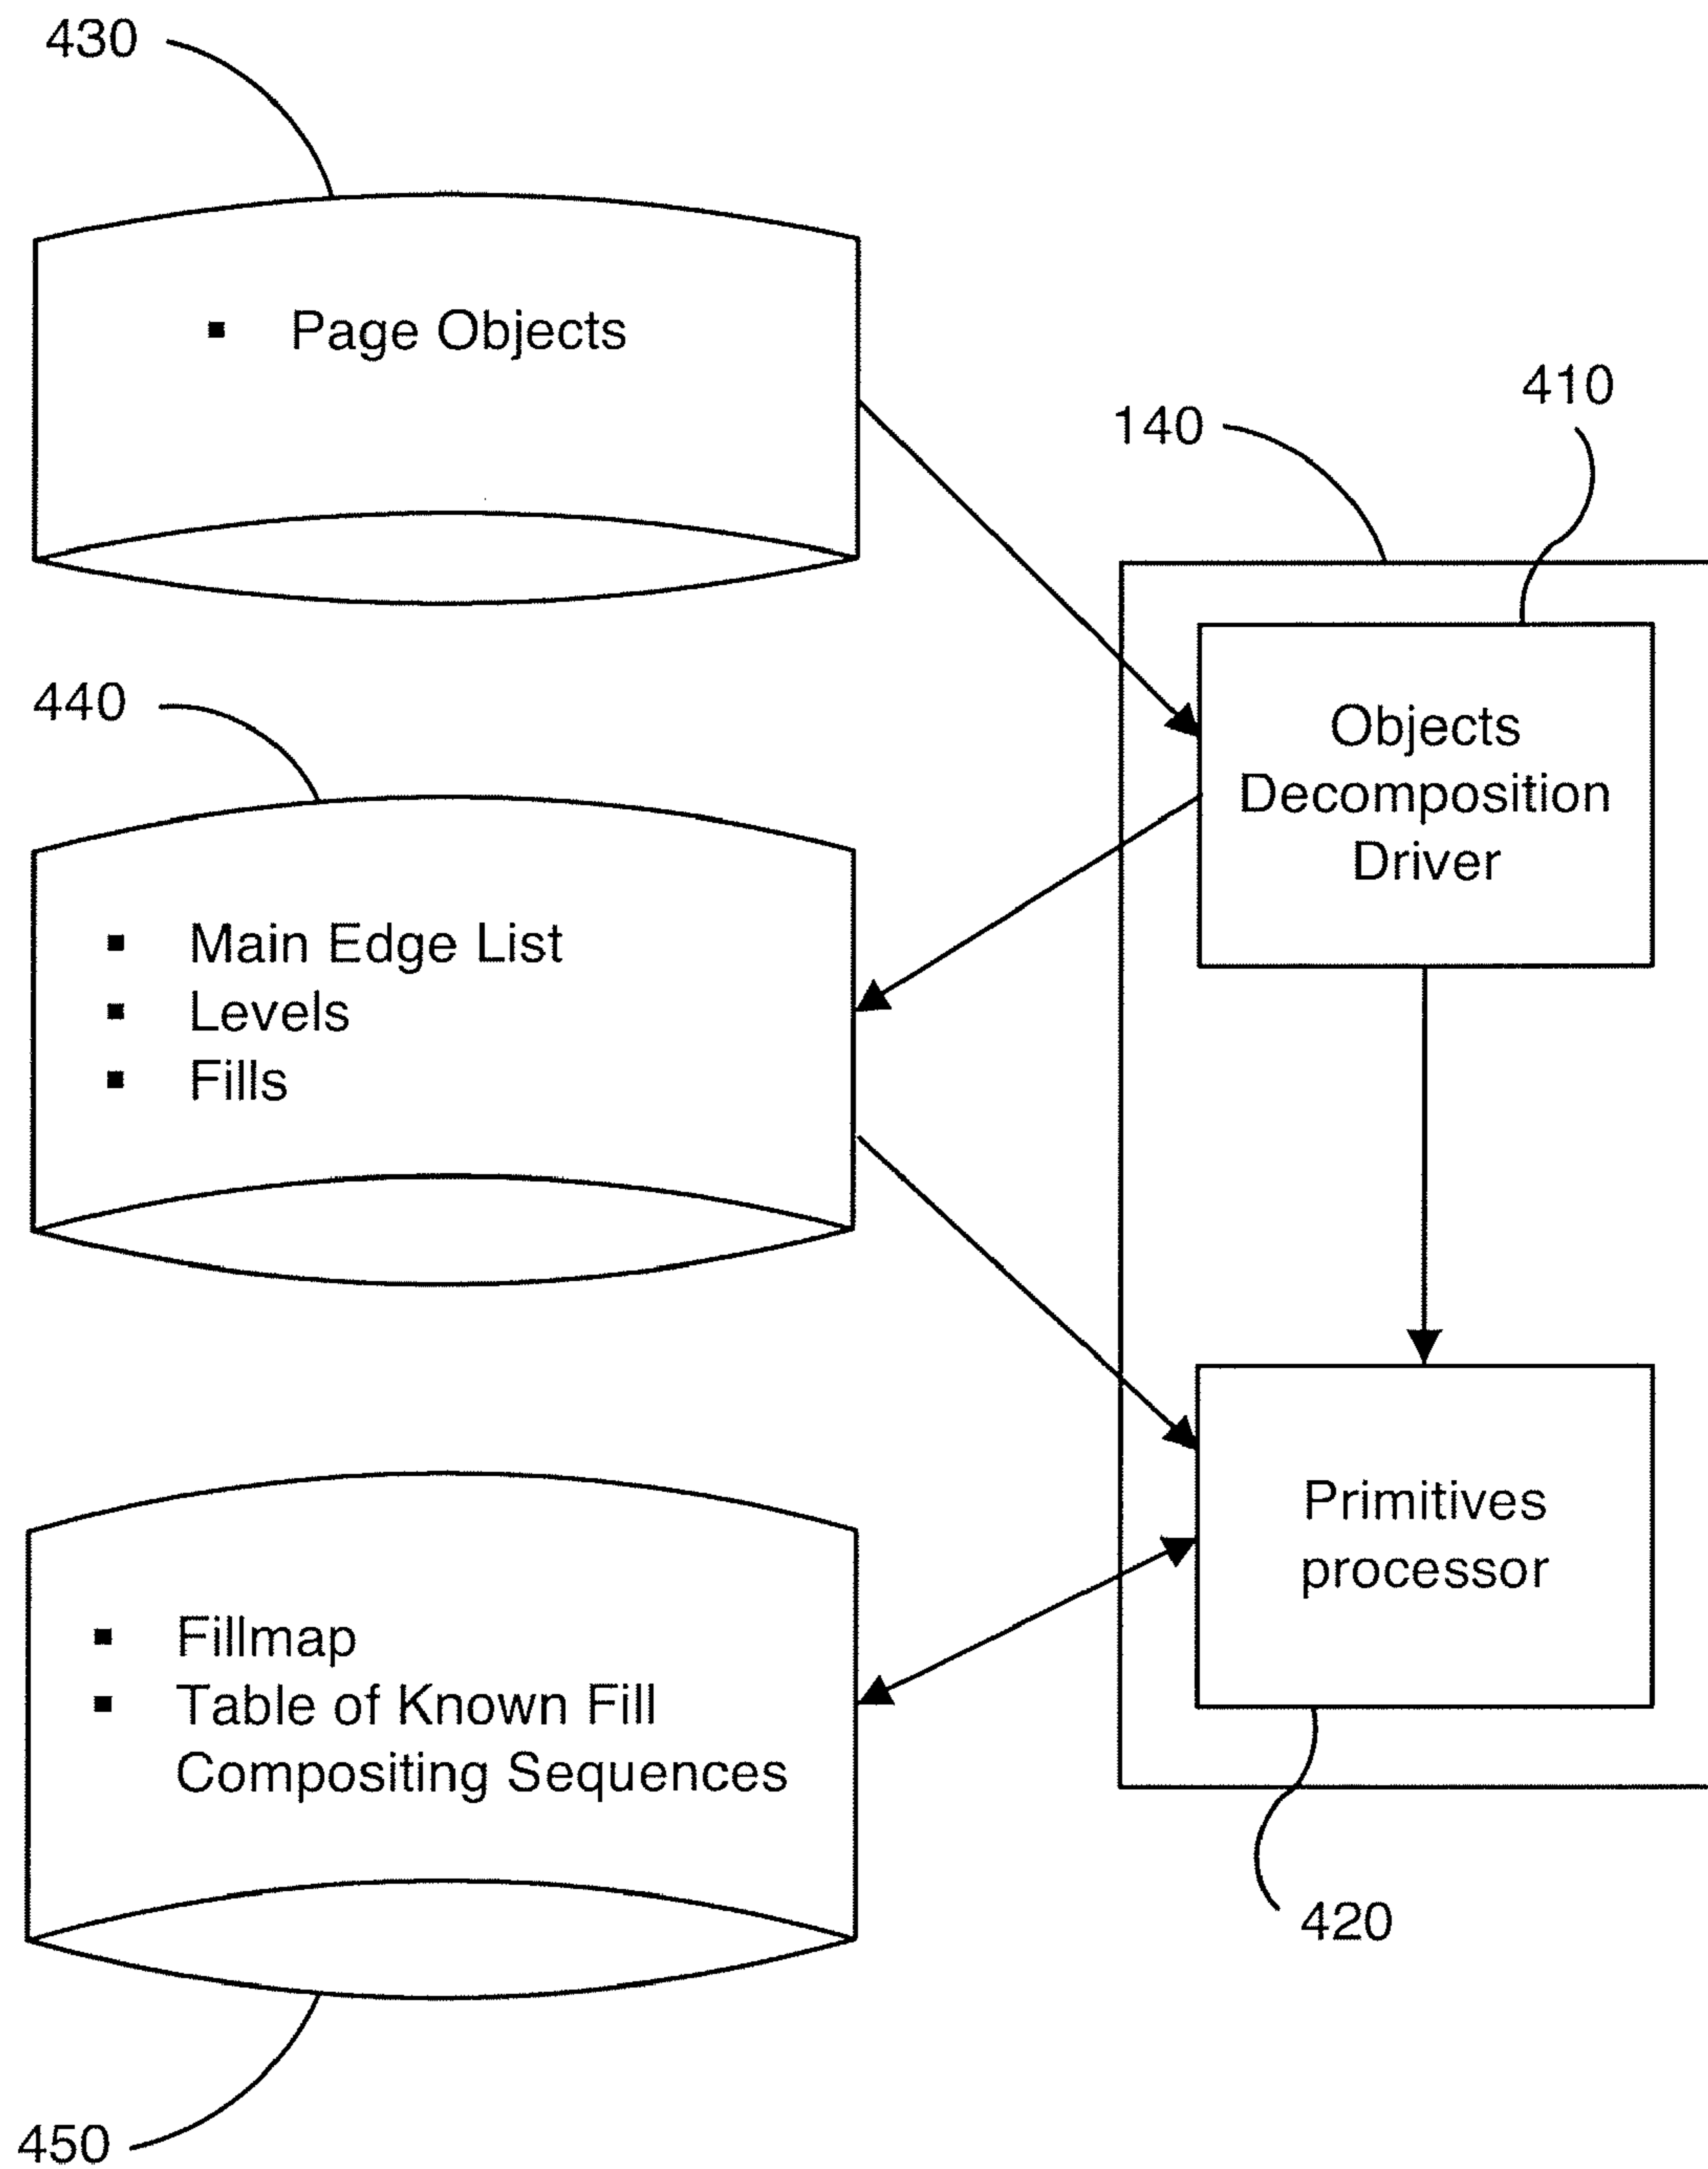 430
▪ Page Objects
410
140
440
Objects
Decomposition
Driver
▪ Main Edge List
▪ Levels
▪ Fills
Primitives
processor
▪ Fillmap
▪ Table of Known Fill
Compositing Sequences
420
450